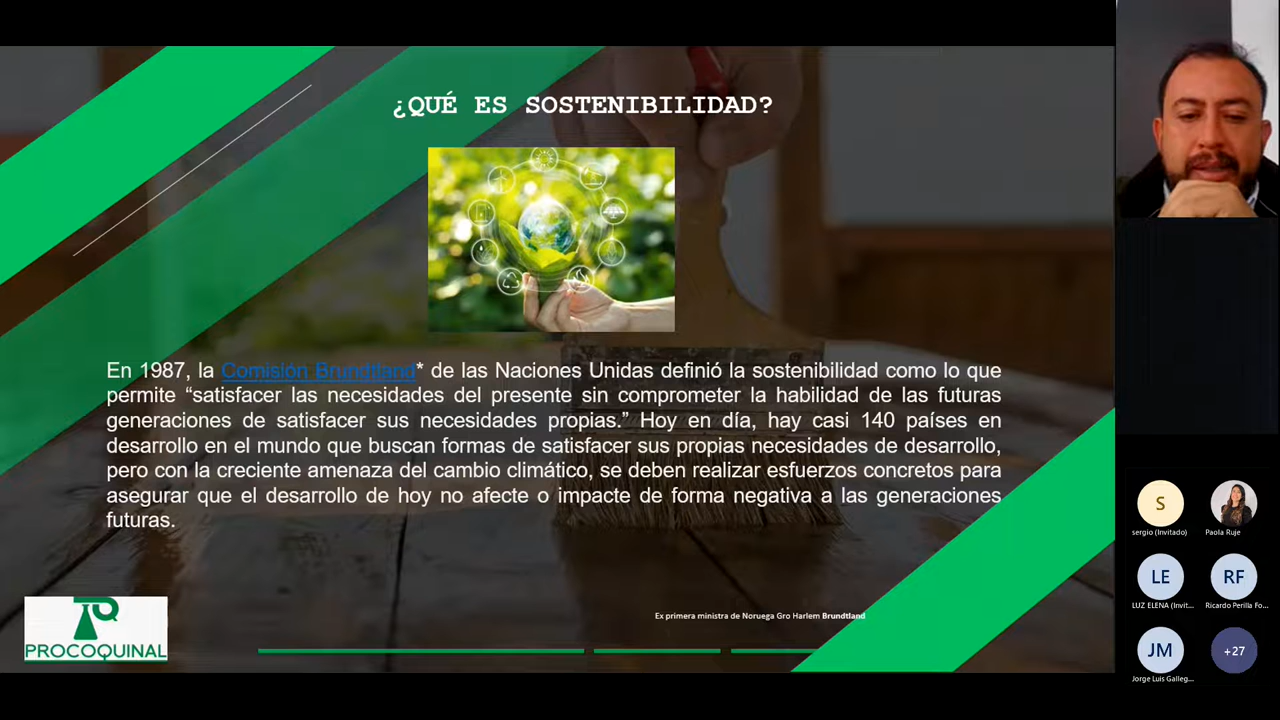 ¿QUÉ ES SOSTENIBILIDAD?
En 1987, la Comisión Brundtland* de las Naciones Unidas definió la sostenibilidad como lo que
permite “satisfacer las necesidades del presente sin comprometer la habilidad de las futuras
generaciones de satisfacer sus necesidades propias.” Hoy en día, hay casi 140 países en
desarrollo en el mundo que buscan formas de satisfacer sus propias necesidades de desarrollo,
pero con la creciente amenaza del cambio climático, se deben realizar esfuerzos concretos para
asegurar que el desarrollo de hoy no afecte o impacte de forma negativa a las generaciones
futuras.
Ex primera ministra de Noruega Gro Harlem Brundtland
PROCOQUINAL
S
sergio (Invitado)
Paola Ruje
LE
LUZ ELENA (Invit...
RF
Ricardo Perilla Fo...
JM
Jorge Luis Galleg...
+27